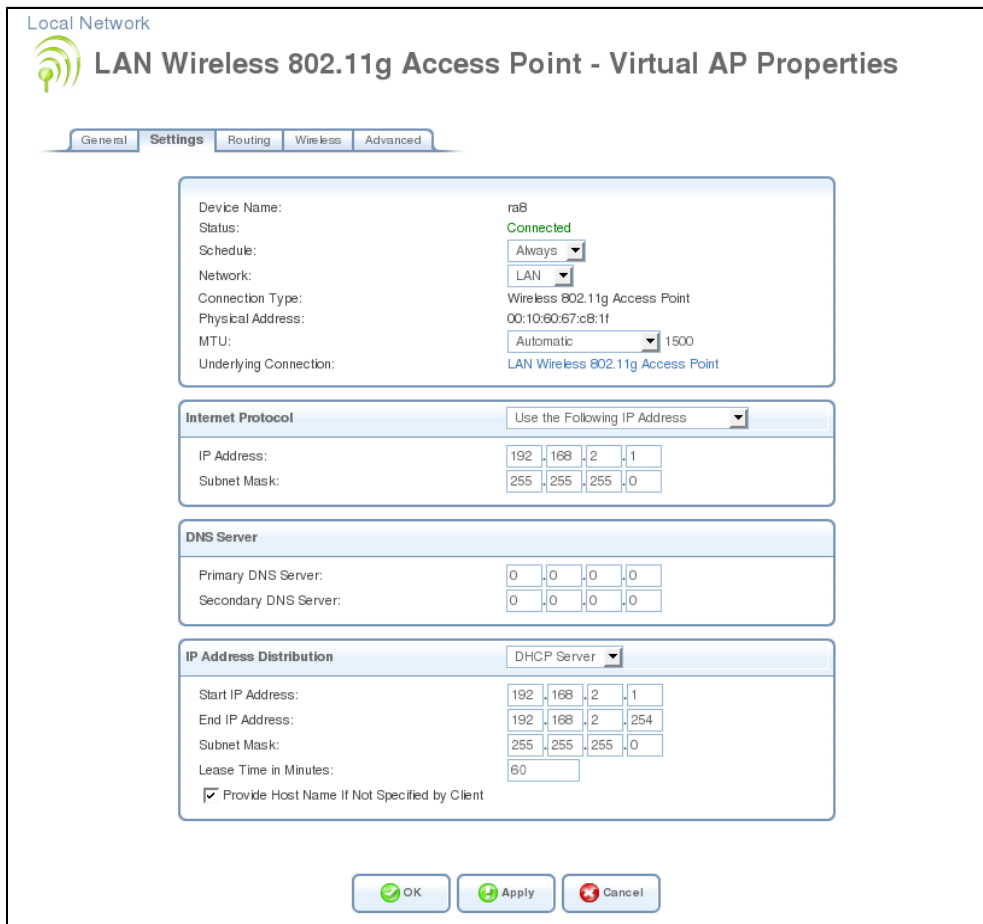 Local Network
LAN Wireless 802.11g Access Point - Virtual AP Properties
General Settings Routing Wireless Advanced
Device Name: ra8
Status: Connected
Schedule: Always
Network: LAN
Connection Type: Wireless 802.11g Access Point
Physical Address: 00:10:60:67:c8:1f
MTU: Automatic 1500
Underlying Connection: LAN Wireless 802.11g Access Point
Internet Protocol Use the Following IP Address
IP Address: 192 . 168 . 2 . 1
Subnet Mask: 255 . 255 . 255 . 0
DNS Server
Primary DNS Server: 0 . 0 . 0 . 0
Secondary DNS Server: 0 . 0 . 0 . 0
IP Address Distribution DHCP Server
Start IP Address: 192 . 168 . 2 . 1
End IP Address: 192 . 168 . 2 . 254
Subnet Mask: 255 . 255 . 255 . 0
Lease Time in Minutes: 60
Provide Host Name If Not Specified by Client
OK Apply Cancel